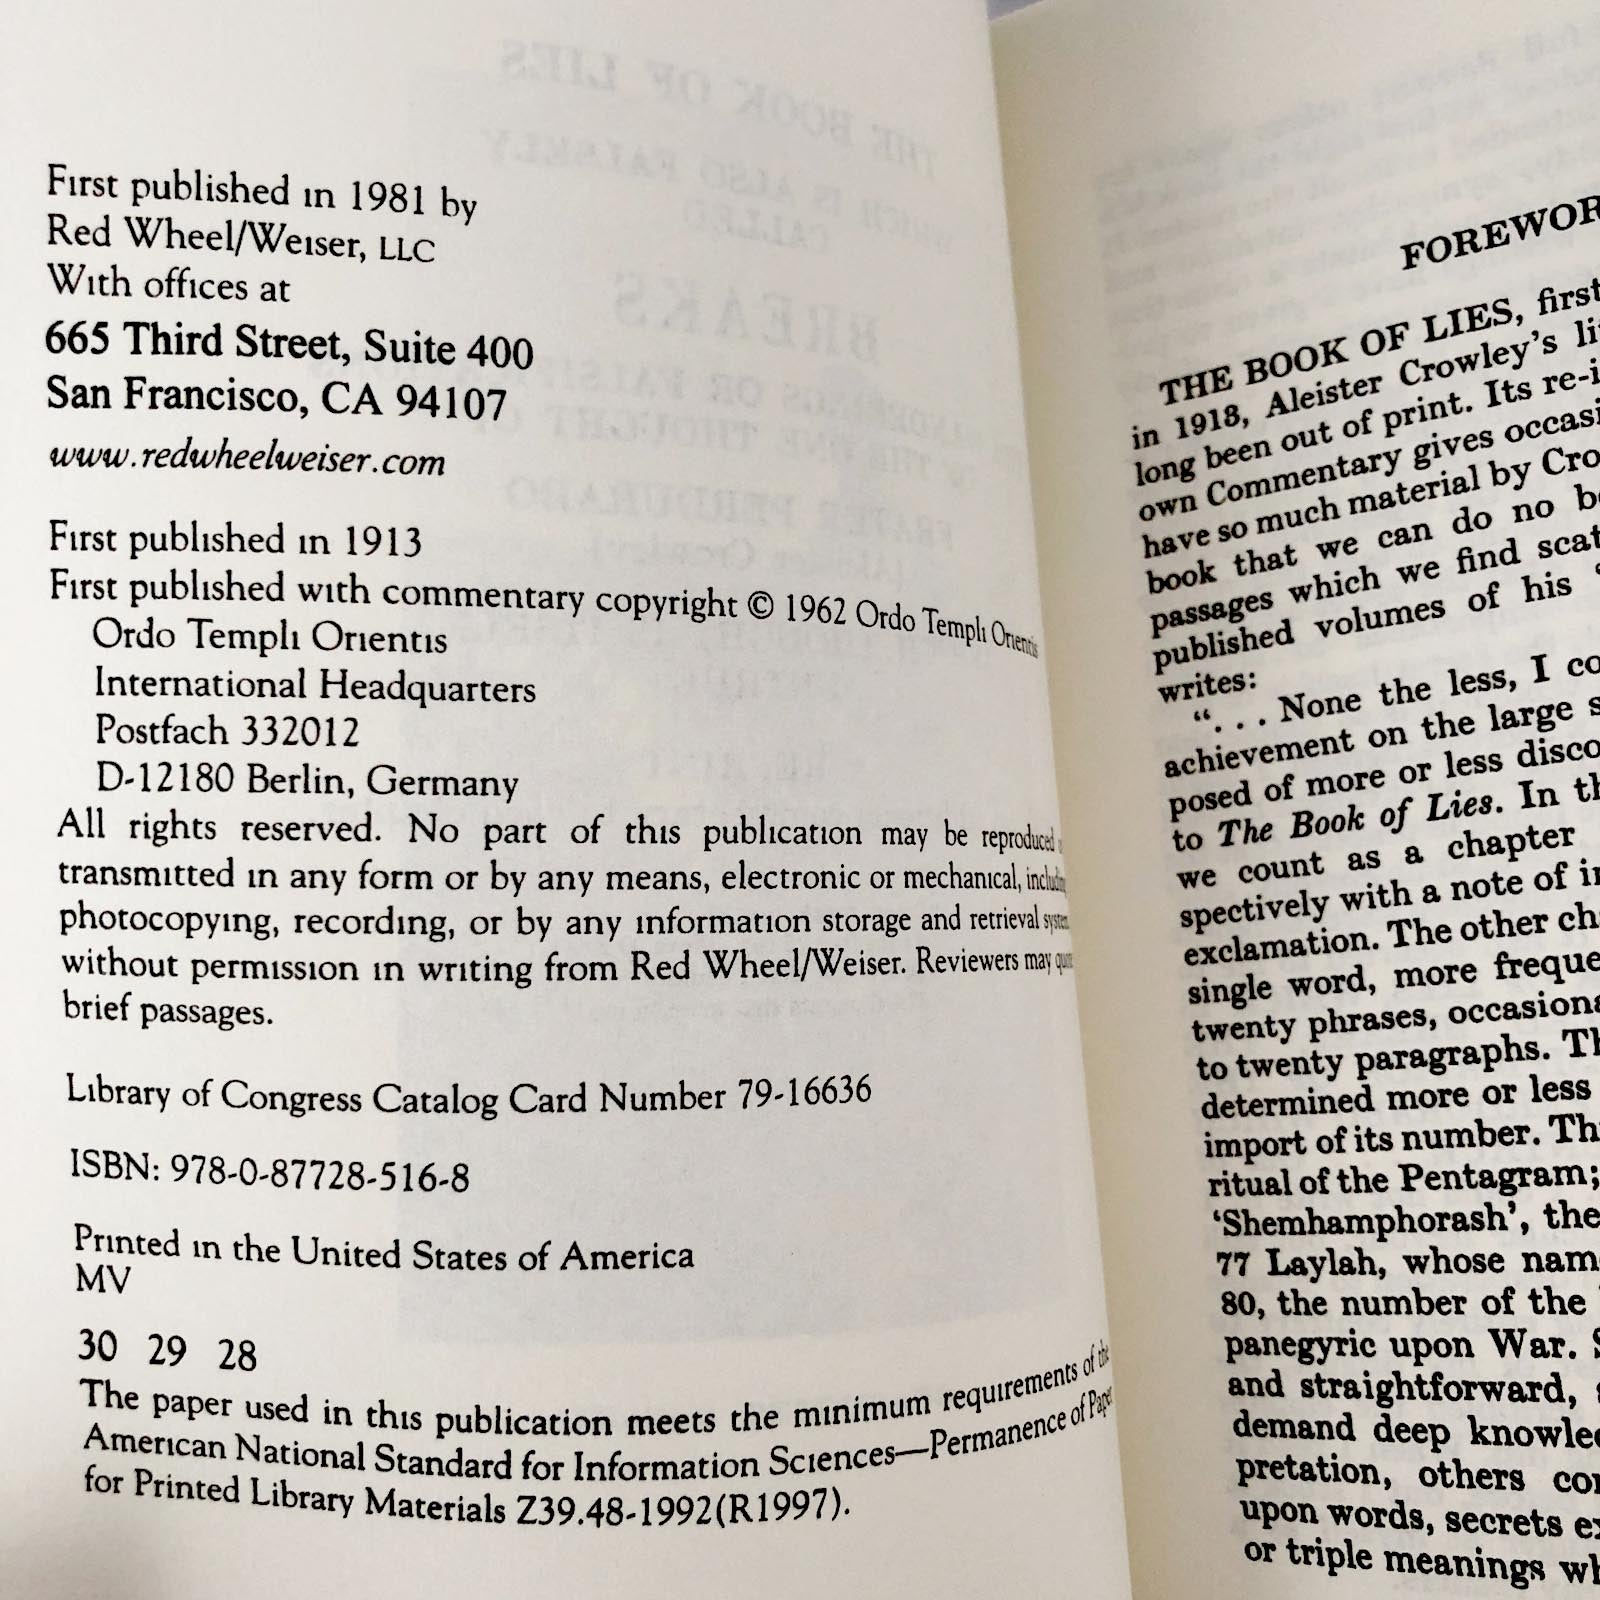 First published in 1981 by
Red Wheel/Weiser, LLC
With offices at
665 Third Street, Suite 400
San Francisco, CA 94107
www.redwheelweiser.com
First published in 1913
First published with commentary copyright © 1962 Ordo Templi Orientis
Ordo Templi Orientis
International Headquarters
Postfach 332012
D-12180 Berlin, Germany
All rights reserved. No part of this publication may be reproduced
transmitted in any form or by any means, electronic or mechanical, including
photocopying, recording, or by any information storage and retrieval system
without permission in writing from Red Wheel/Weiser. Reviewers may quote
brief passages.
Library of Congress Catalog Card Number 79-16636
ISBN: 978-0-87728-516-8
Printed in the United States of America
MV
30 29 28
The paper used in this publication meets the minimum requirements of the
American National Standard for Information Sciences—Permanence of Paper
for Printed Library Materials Z39.48-1992(R1997).
FOREWOR
THE BOOK OF LIES, first
in 1913, Aleister Crowley's li
long been out of print. Its re-i
own Commentary gives occasi
have so much material by Cro
book that we can do no b
passages which we find scat
published volumes of his
writes:
"... None the less, I co
achievement on the large s
posed of more or less disco
to The Book of Lies. In th
we count as a chapter
spectively with a note of in
exclamation. The other ch
single word, more freque
twenty phrases, occasiona
to twenty paragraphs. Th
determined more or less
import of its number. Th
ritual of the Pentagram;
'Shemhamphorash', the
77 Laylah, whose nam
80, the number of the
panegyric upon War. S
and straightforward,
demand deep knowled
pretation, others con
upon words, secrets ex
or triple meanings wh